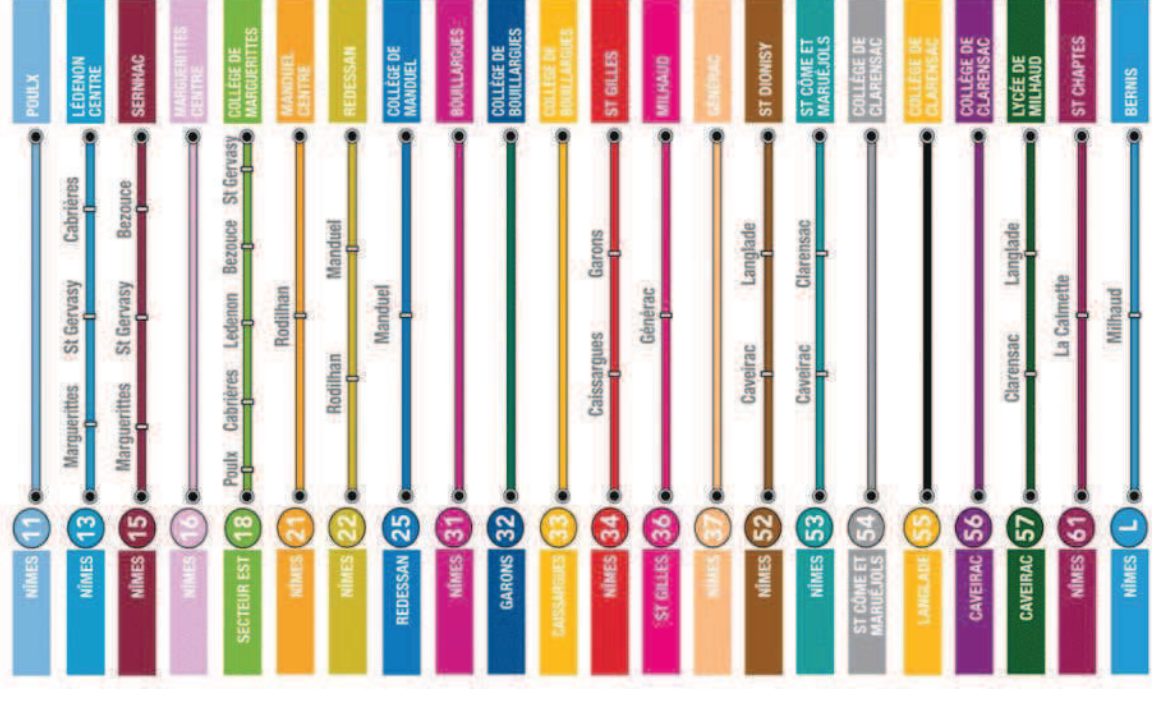 NÎMES 11 POULX
NÎMES 13 Marguerittes St Gervasy Cabrières LÉDENON
CENTRE
NÎMES 15 Marguerittes St Gervasy Bezouce SERNHAC
NÎMES 16 MARGUERITTES
CENTRE
SECTEUR EST 18 Poulx Cabrières Ledenon Bezouce St Gervasy COLLÈGE DE
MARGUERITTES
NÎMES 21 Rodilhan MANDUEL
CENTRE
NÎMES 22 Rodilhan Manduel REDESSAN
REDESSAN 25 Manduel COLLÈGE DE
MANDUEL
NÎMES 31 BOUILLARGUES
GARONS 32 COLLÈGE DE
BOUILLARGUES
CAISSARGUES 33 COLLÈGE DE
BOUILLARGUES
NÎMES 34 Caissargues Garons ST GILLES
ST GILLES 36 Générac MILHAUD
NÎMES 37 GÉNÉRAC
NÎMES 52 Caveirac Langlade ST DIONISY
NÎMES 53 Caveirac Clarensac ST CÔME ET
MARUÉJOLS
ST CÔME ET
MARUÉJOLS 54 COLLÈGE DE
CLARENSAC
LANGLADE 55 COLLÈGE DE
CLARENSAC
CAVEIRAC 56 COLLÈGE DE
CLARENSAC
CAVEIRAC 57 Clarensac Langlade LYCÉE DE
MILHAUD
NÎMES 61 La Calmette ST CHAPTES
NÎMES L Milhaud BERNIS